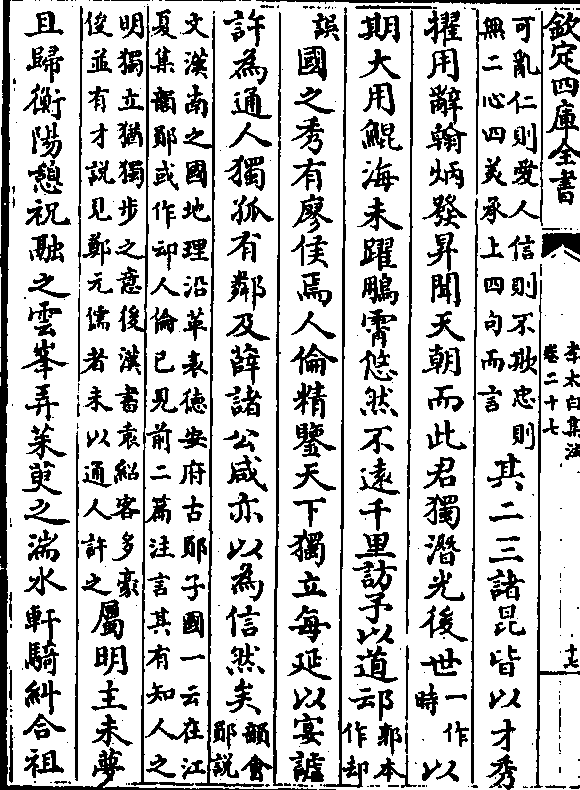 欽定四庫全書
李太白集注
卷二十七
十七
可亂仁則愛人信則不欺忠則
無二心四美承上四句而言
其二三諸昆皆以才秀
擢用辭翰炳發昇聞天朝而此君獨潛光後世
一作
時
以
期大用鯤海未躍鵬霄悠然不遠千里訪予以道云
郎本
作却
誤
國之秀有廖侯焉人倫精鑒天下獨立每延以宴謔
許為通人獨孤有鄰及薛諸公咸亦以為信然矣
韻會
鄖說
文漢南之國地理沿革表德安府古鄖子國一云在江
夏集韻鄖或作䢵人倫已見前二篇注言其有知人之
明獨立猶獨步之意後漢書袁紹客多豪
俊並有才說見鄭元儒者未以通人許之
屬明主未夢
且歸衡陽憩祝融之雲峯弄茱萸之湍水軒騎糾合祖